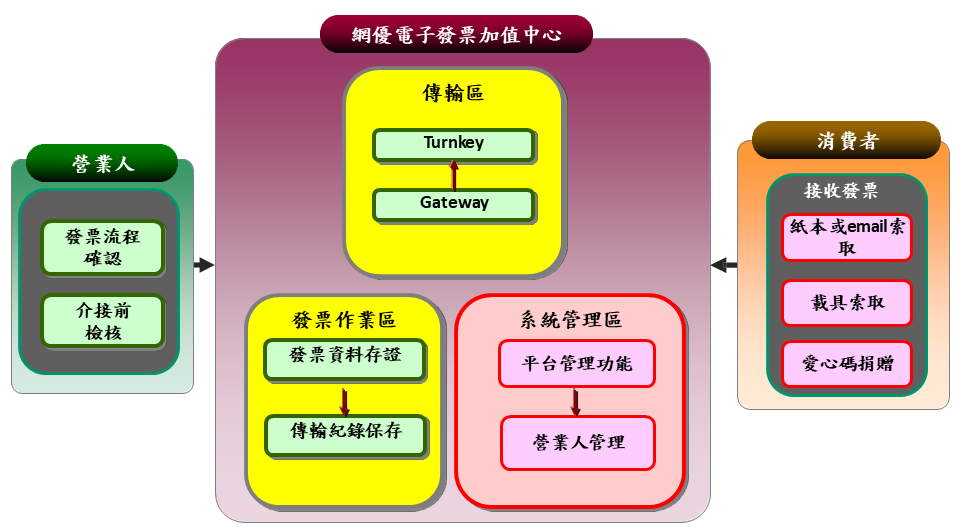 網優電子發票加值中心
傳輸區
Turnkey
Gateway
營業人
發票流程
確認
介接前
檢核
發票作業區
發票資料存證
傳輸紀錄保存
系統管理區
平台管理功能
營業人管理
消費者
接收發票
紙本或email索
取
載具索取
愛心碼捐贈